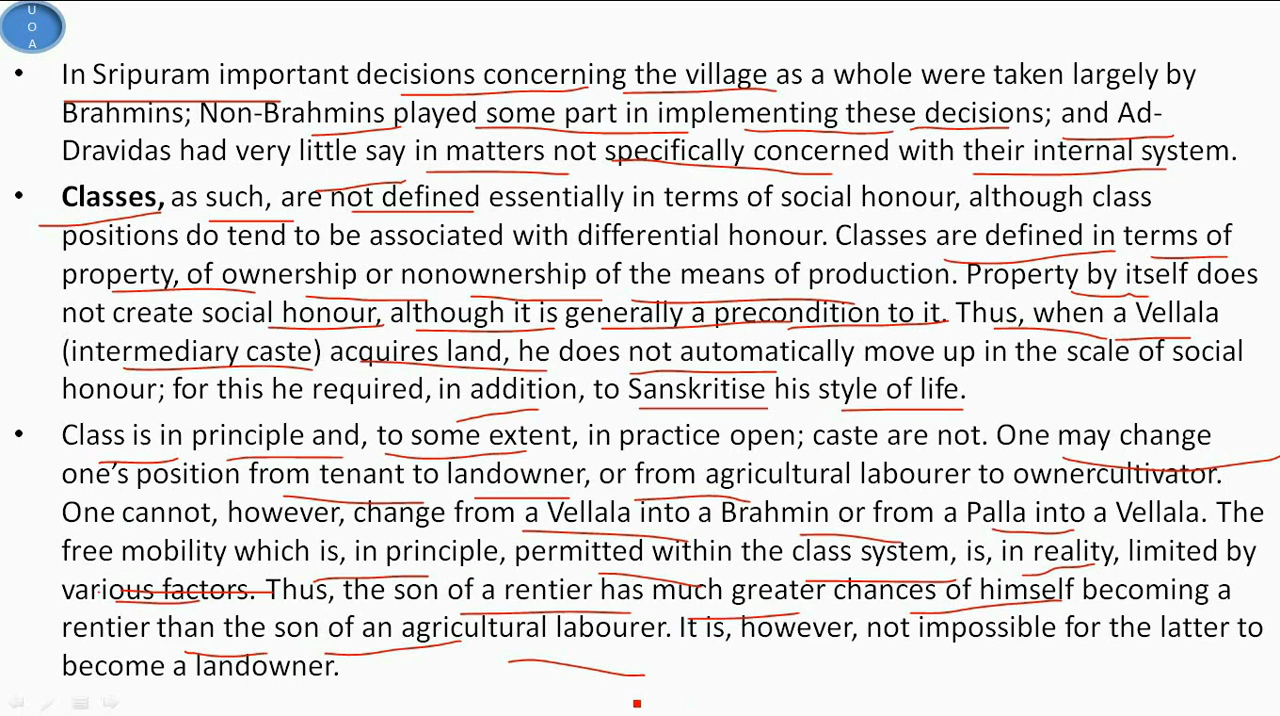 U
O
A
• In Sripuram important decisions concerning the village as a whole were taken largely by
Brahmins; Non-Brahmins played some part in implementing these decisions; and Ad-
Dravidas had very little say in matters not specifically concerned with their internal system.
• Classes, as such, are not defined essentially in terms of social honour, although class
positions do tend to be associated with differential honour. Classes are defined in terms of
property, of ownership or nonownership of the means of production. Property by itself does
not create social honour, although it is generally a precondition to it. Thus, when a Vellala
(intermediary caste) acquires land, he does not automatically move up in the scale of social
honour; for this he required, in addition, to Sanskritise his style of life.
• Class is in principle and, to some extent, in practice open; caste are not. One may change
one's position from tenant to landowner, or from agricultural labourer to ownercultivator.
One cannot, however, change from a Vellala into a Brahmin or from a Palla into a Vellala. The
free mobility which is, in principle, permitted within the class system, is, in reality, limited by
various factors. Thus, the son of a rentier has much greater chances of himself becoming a
rentier than the son of an agricultural labourer. It is, however, not impossible for the latter to
become a landowner.